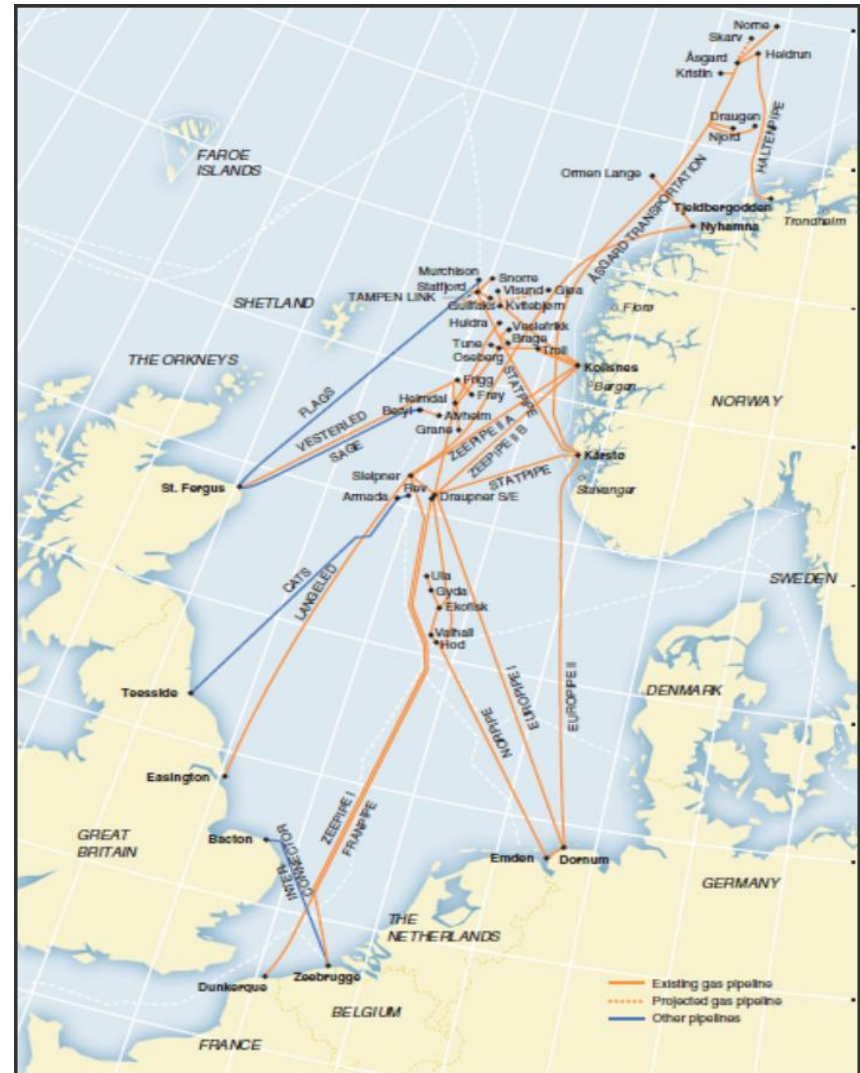 Norne
Skarv
Åsgard
Heidrun
Kristin
Draugen
Njord
HALTENPIPE
FAROE
ISLANDS
Ormen Lange
ÅSGARD TRANSPORTATION
Tjeldbergodden
Trondheim
Nyhamna
Murchison
Snorre
Statfjord
Visund
Gjøa
TAMPEN LINK
Gullfaks
Kvitebjørn
SHETLAND
Florø
Huldra
Veslefrikk
Brage
Tune
Oseberg
Troll
THE ORKNEYS
Kollsnes
Bergen
FLAGS
Frigg
STATPIPE
Heimdal
Frøy
NORWAY
Beryl
Alvheim
VESTERLED
Grane
SAGE
ZEEPIPE II A
ZEEPIPE II B
Kårstø
Sleipner
STATPIPE
St. Fergus
Rev
Armada
Draupner S/E
Stavanger
CATS
LANGELED
Ula
Gyda
SWEDEN
Ekofisk
Valhall
Hod
Teesside
DENMARK
EUROPIPE I
EUROPIPE II
NORPIPE
Easington
ZEEPIPE I
FRANPIPE
GREAT
BRITAIN
Bacton
INTER-
CONNECTOR
Emden
Dornum
GERMANY
THE
NETHERLANDS
Zeebrugge
Dunkerque
BELGIUM
FRANCE
Existing gas pipeline
Projected gas pipeline
Other pipelines